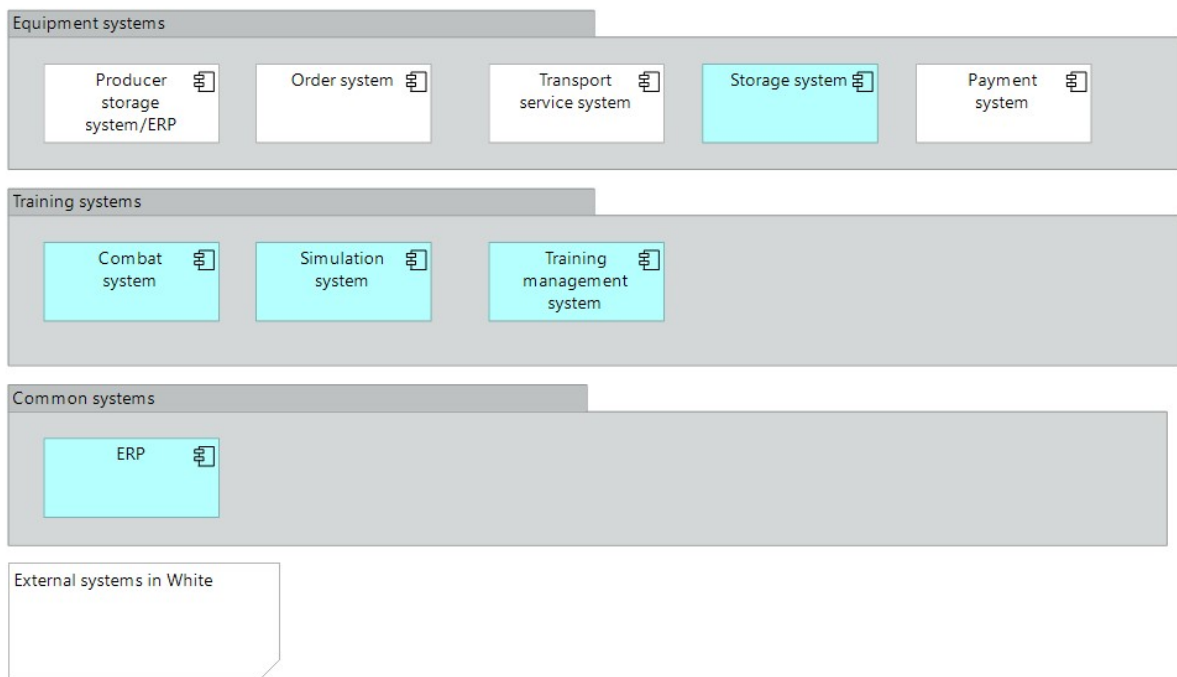 Equipment systems
Producer
storage
system/ERP
Order system
Transport
service system
Storage system
Payment
system
Training systems
Combat
system
Simulation
system
Training
management
system
Common systems
ERP
External systems in White